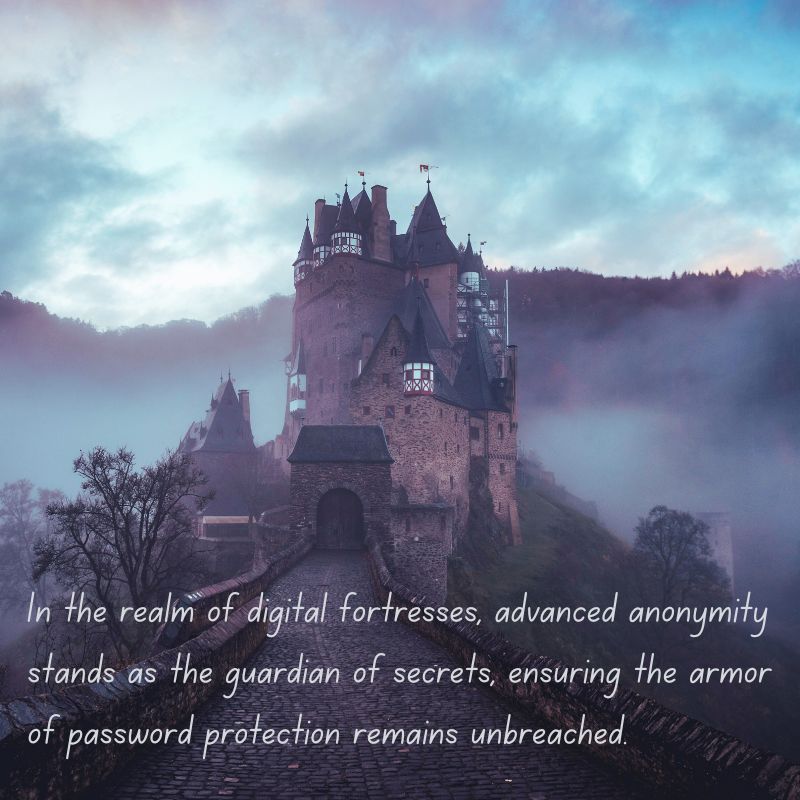 In the realm of digital fortresses, advanced anonymity
stands as the guardian of secrets, ensuring the armor
of password protection remains unbreached.